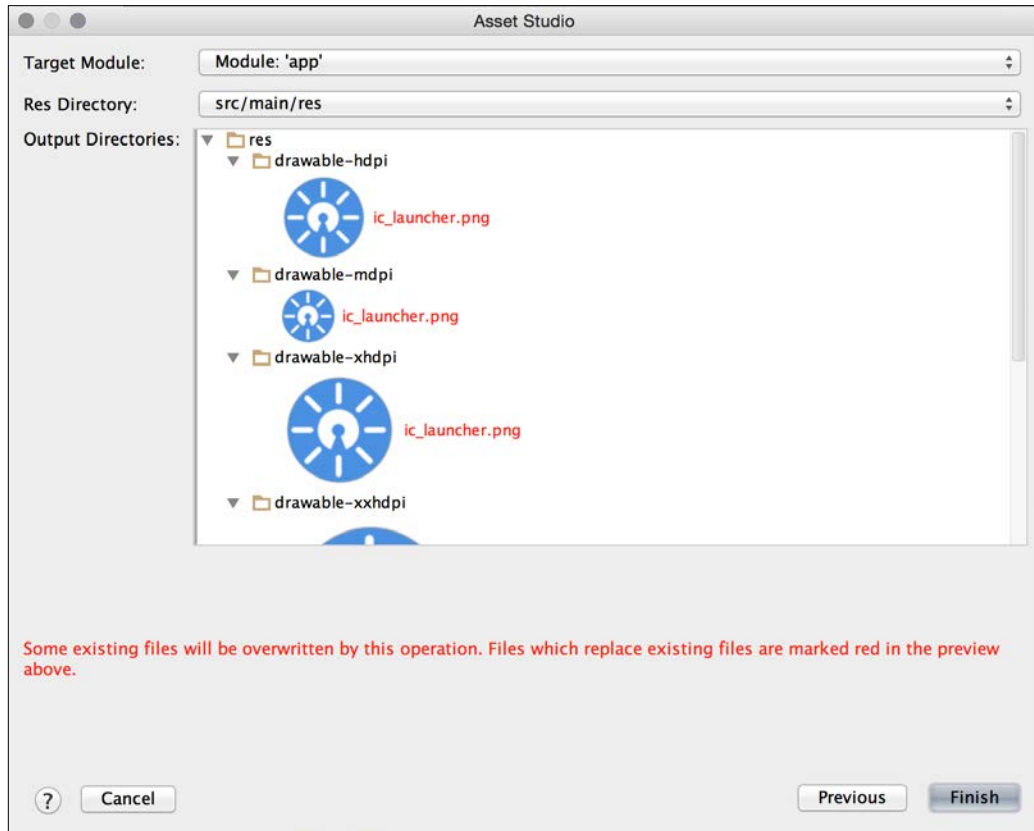 Asset Studio
Target Module:
Module: 'app'
Res Directory:
src/main/res
Output Directories:
res
drawable-hdpi
ic_launcher.png
drawable-mdpi
ic_launcher.png
drawable-xhdpi
ic_launcher.png
drawable-xxhdpi
Some existing files will be overwritten by this operation. Files which replace existing files are marked red in the preview
above.
?
Cancel
Previous
Finish